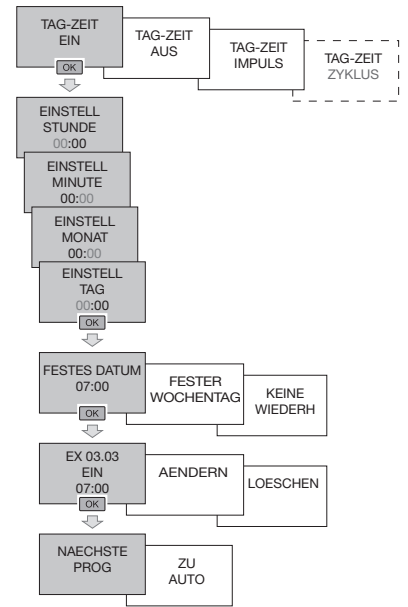 TAG-ZEIT
EIN
OK
TAG-ZEIT
AUS
TAG-ZEIT
IMPULS
TAG-ZEIT
ZYKLUS
EINSTELL
STUNDE
00:00
EINSTELL
MINUTE
00:00
EINSTELL
MONAT
00:00
EINSTELL
TAG
00:00
OK
FESTES DATUM
07:00
OK
FESTER
WOCHENTAG
KEINE
WIEDERH
EX 03.03
EIN
07:00
OK
AENDERN
LOESCHEN
NAECHSTE
PROG
ZU
AUTO